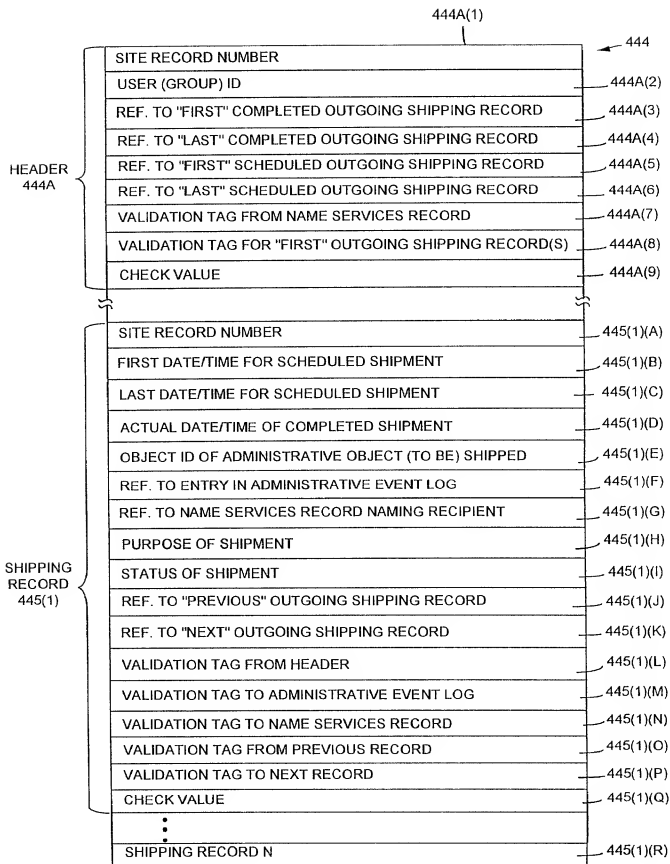 444A(1)
444
SITE RECORD NUMBER
USER (GROUP) ID 444A(2)
REF. TO "FIRST" COMPLETED OUTGOING SHIPPING RECORD 444A(3)
REF. TO "LAST" COMPLETED OUTGOING SHIPPING RECORD 444A(4)
REF. TO "FIRST" SCHEDULED OUTGOING SHIPPING RECORD 444A(5)
REF. TO "LAST" SCHEDULED OUTGOING SHIPPING RECORD 444A(6)
HEADER
444A
VALIDATION TAG FROM NAME SERVICES RECORD 444A(7)
VALIDATION TAG FOR "FIRST" OUTGOING SHIPPING RECORD(S) 444A(8)
CHECK VALUE 444A(9)
SITE RECORD NUMBER 445(1)(A)
FIRST DATE/TIME FOR SCHEDULED SHIPMENT 445(1)(B)
LAST DATE/TIME FOR SCHEDULED SHIPMENT 445(1)(C)
ACTUAL DATE/TIME OF COMPLETED SHIPMENT 445(1)(D)
OBJECT ID OF ADMINISTRATIVE OBJECT (TO BE) SHIPPED 445(1)(E)
REF. TO ENTRY IN ADMINISTRATIVE EVENT LOG 445(1)(F)
REF. TO NAME SERVICES RECORD NAMING RECIPIENT 445(1)(G)
PURPOSE OF SHIPMENT 445(1)(H)
SHIPPING
RECORD
445(1)
STATUS OF SHIPMENT 445(1)(I)
REF. TO "PREVIOUS" OUTGOING SHIPPING RECORD 445(1)(J)
REF. TO "NEXT" OUTGOING SHIPPING RECORD 445(1)(K)
VALIDATION TAG FROM HEADER 445(1)(L)
VALIDATION TAG TO ADMINISTRATIVE EVENT LOG 445(1)(M)
VALIDATION TAG TO NAME SERVICES RECORD 445(1)(N)
VALIDATION TAG FROM PREVIOUS RECORD 445(1)(O)
VALIDATION TAG TO NEXT RECORD 445(1)(P)
CHECK VALUE 445(1)(Q)
SHIPPING RECORD N 445(1)(R)